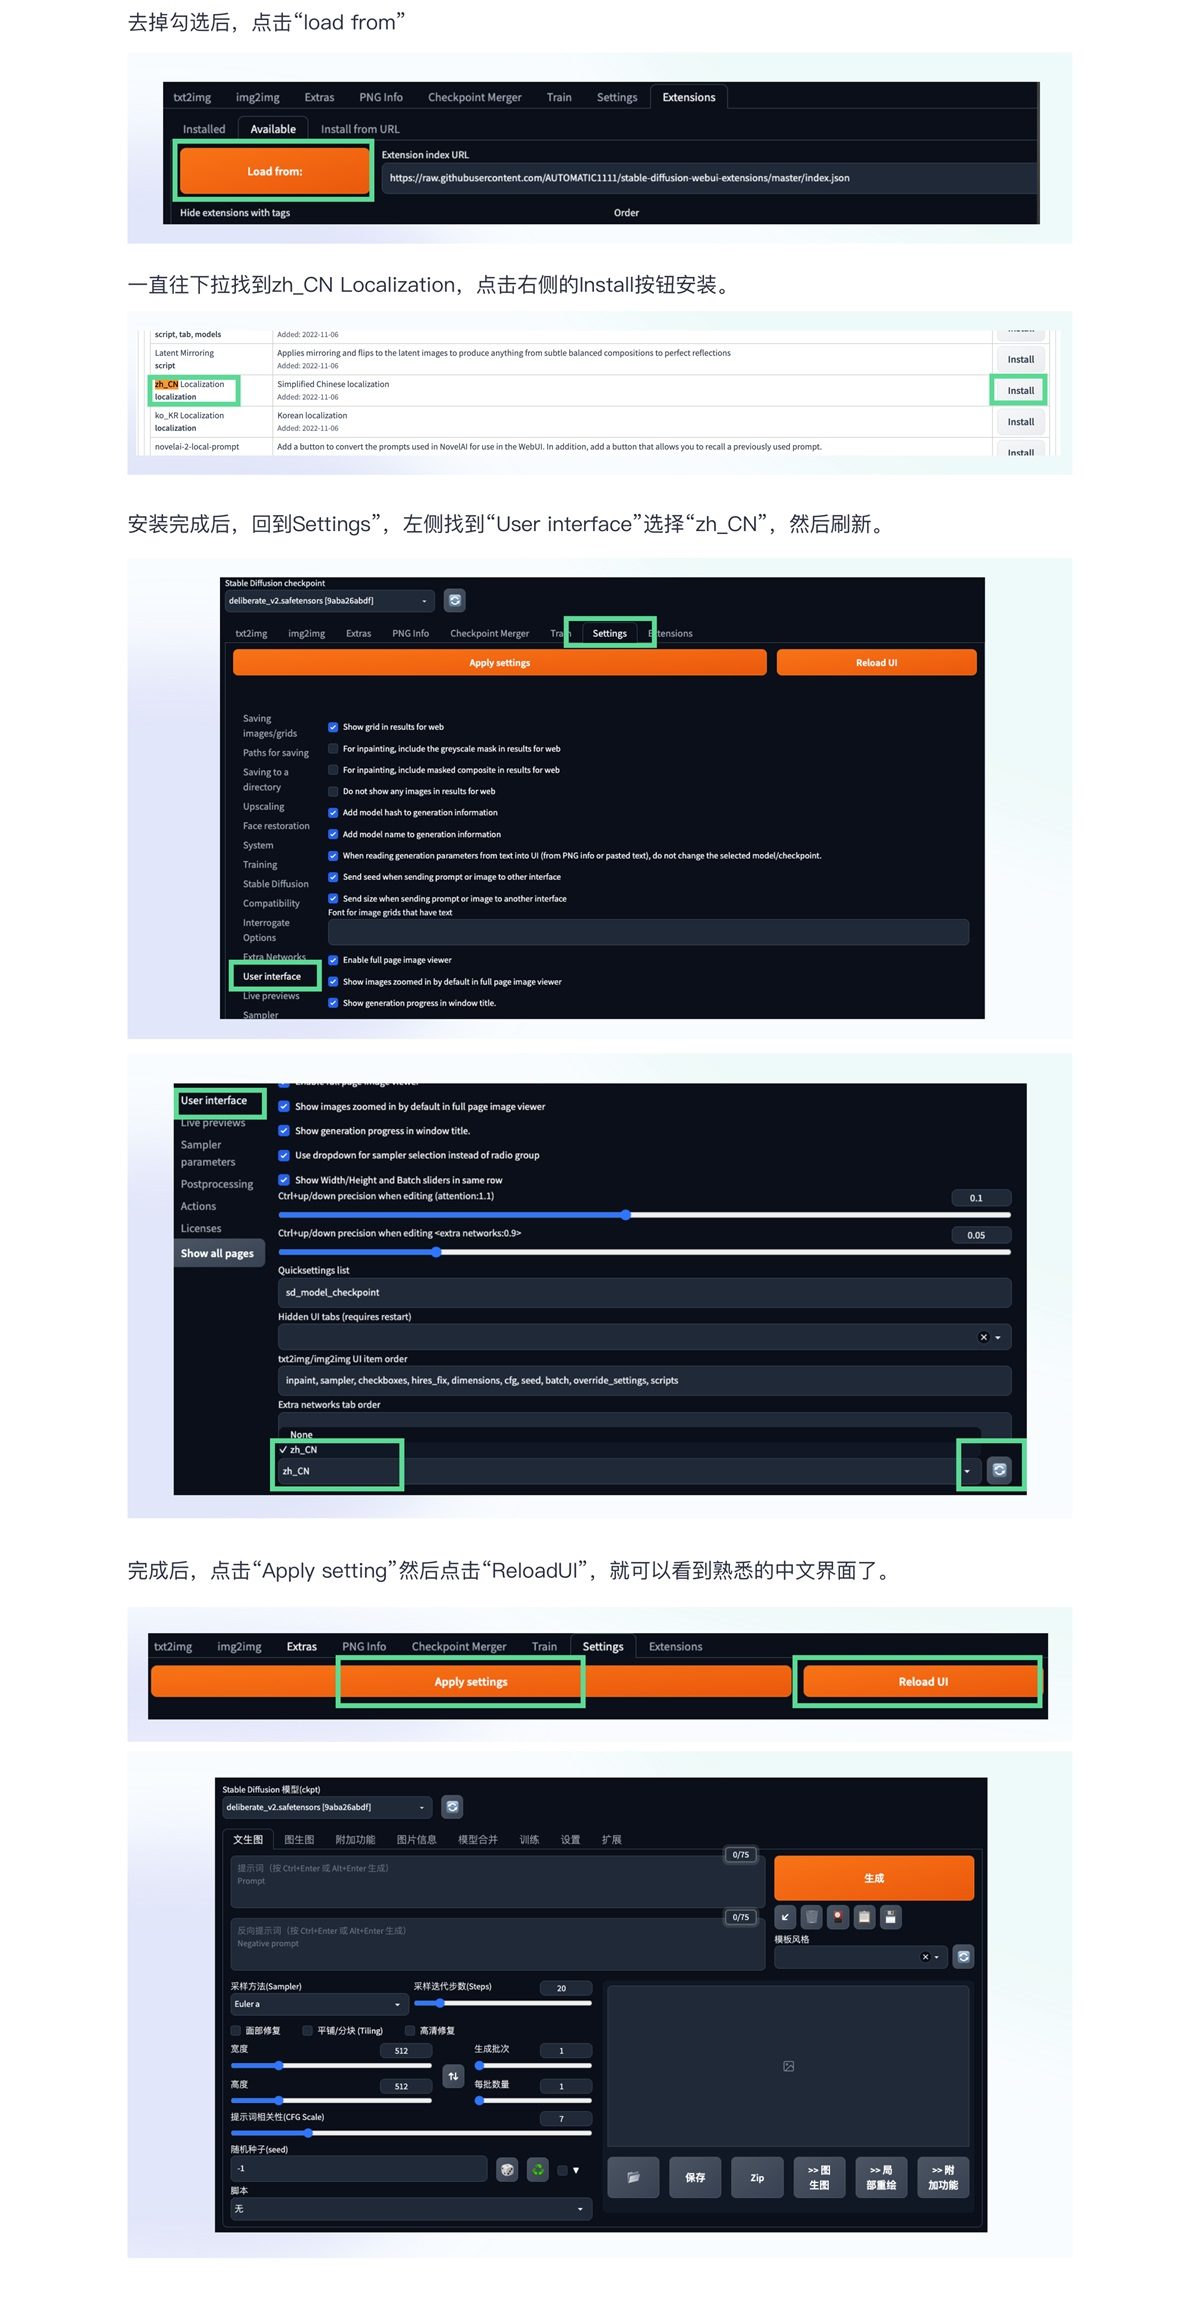 去掉勾选后，点击“load from”
txt2img img2img Extras PNG Info Checkpoint Merger Train Settings Extensions
Installed Available Install from URL
Load from:
Extension index URL
https://raw.githubusercontent.com/AUTOMATIC1111/stable-diffusion-webui-extensions/master/index.json
Hide extensions with tags Order
一直往下拉找到zh_CN Localization，点击右侧的Install按钮安装。
script, tab, models Added: 2022-11-06
Latent Mirroring Applies mirroring and flips to the latent images to produce anything from subtle balanced compositions to perfect reflections Install
script Added: 2022-11-06
zh_CN Localization Simplified Chinese localization Install
localization Added: 2022-11-06
ko_KR Localization Korean localization Install
localization Added: 2022-11-06
novelai-2-local-prompt Add a button to convert the prompts used in NovelAI for use in the WebUI. In addition, add a button that allows you to recall a previously used prompt. Install
安装完成后，回到Settings”，左侧找到“User interface”选择“zh_CN”，然后刷新。
Stable Diffusion checkpoint
deliberate_v2.safetensors [9aba26abdf]
txt2img img2img Extras PNG Info Checkpoint Merger Train Settings Extensions
Apply settings Reload UI
Saving
images/grids
Paths for saving
Saving to a
directory
Upscaling
Face restoration
System
Training
Stable Diffusion
Compatibility
Interrogate
Options
Extra Networks
User interface
Live previews
Sampler
Show grid in results for web
For inpainting, include the greyscale mask in results for web
For inpainting, include masked composite in results for web
Do not show any images in results for web
Add model hash to generation information
Add model name to generation information
When reading generation parameters from text into UI (from PNG info or pasted text), do not change the selected model/checkpoint.
Send seed when sending prompt or image to other interface
Send size when sending prompt or image to another interface
Font for image grids that have text
Enable full page image viewer
Show images zoomed in by default in full page image viewer
Show generation progress in window title.
User interface
Live previews
Sampler
parameters
Postprocessing
Actions
Licenses
Show all pages
Enable full page image viewer
Show images zoomed in by default in full page image viewer
Show generation progress in window title.
Use dropdown for sampler selection instead of radio group
Show Width/Height and Batch sliders in same row
Ctrl+up/down precision when editing (attention:1.1) 0.1
Ctrl+up/down precision when editing <extra networks:0.9> 0.05
Quicksettings list
sd_model_checkpoint
Hidden UI tabs (requires restart)
txt2img/img2img UI item order
inpaint, sampler, checkboxes, hires_fix, dimensions, cfg, seed, batch, override_settings, scripts
Extra networks tab order
None
✓ zh_CN
zh_CN
完成后，点击“Apply setting”然后点击“ReloadUI”，就可以看到熟悉的中文界面了。
txt2img img2img Extras PNG Info Checkpoint Merger Train Settings Extensions
Apply settings Reload UI
Stable Diffusion 模型(ckpt)
deliberate_v2.safetensors [9aba26abdf]
文生图 图生图 附加功能 图片信息 模型合并 训练 设置 扩展
0/75
提示词（按 Ctrl+Enter 或 Alt+Enter 生成）
Prompt
生成
0/75
反向提示词（按 Ctrl+Enter 或 Alt+Enter 生成）
Negative prompt
模板风格
采样方法(Sampler) 采样迭代步数(Steps) 20
Euler a
面部修复 平铺/分块 (Tiling) 高清修复
宽度 512 生成批次 1
高度 512 每批数量 1
提示词相关性(CFG Scale) 7
随机种子(seed)
-1
脚本
无
保存 Zip >> 图
生图 >> 局
部重绘 >> 附
加功能